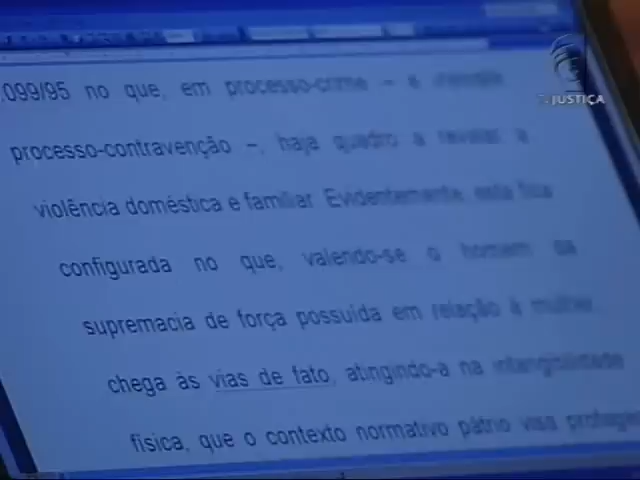 .099/95 no que, em processo-crime – e
processo-contravenção –, haja quadro a revelar a
violência doméstica e familiar. Evidentemente, esta fica
configurada no que, valendo-se o homem da
supremacia de força possuída em relação à mulher,
chega às vias de fato, atingindo-a na intangibilidade
física, que o contexto normativo pátrio visa
JUSTIÇA